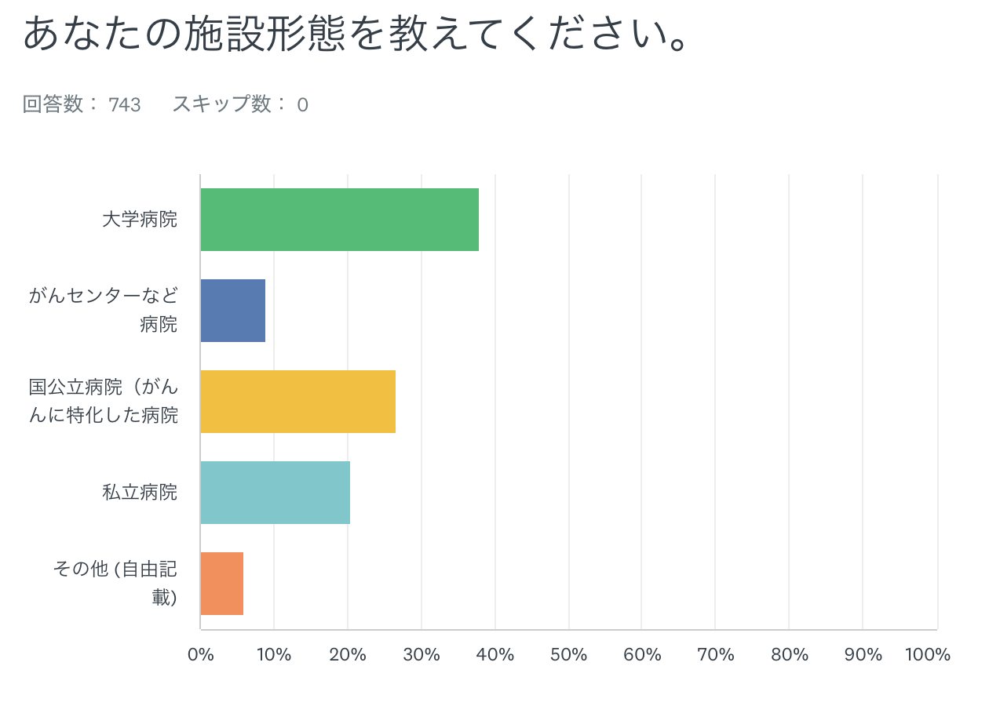 あなたの施設形態を教えてください。
回答数： 743 スキップ数： 0
大学病院
がんセンターなど
病院
国公立病院（がん
んに特化した病院
私立病院
その他 (自由記
載)
0% 10% 20% 30% 40% 50% 60% 70% 80% 90% 100%